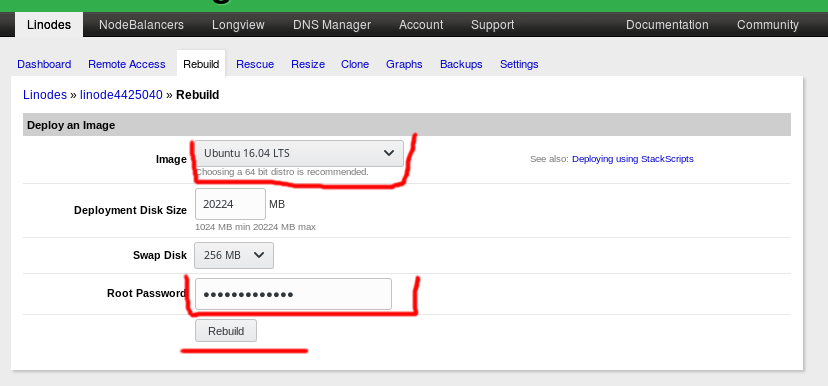 Linodes NodeBalancers Longview DNS Manager Account Support Documentation Community
Dashboard Remote Access Rebuild Rescue Resize Clone Graphs Backups Settings
Linodes » linode4425040 » Rebuild
Deploy an Image
Image Ubuntu 16.04 LTS See also: Deploying using StackScripts
Choosing a 64 bit distro is recommended.
Deployment Disk Size 20224 MB
1024 MB min 20224 MB max
Swap Disk 256 MB
Root Password •••••••••••••
Rebuild